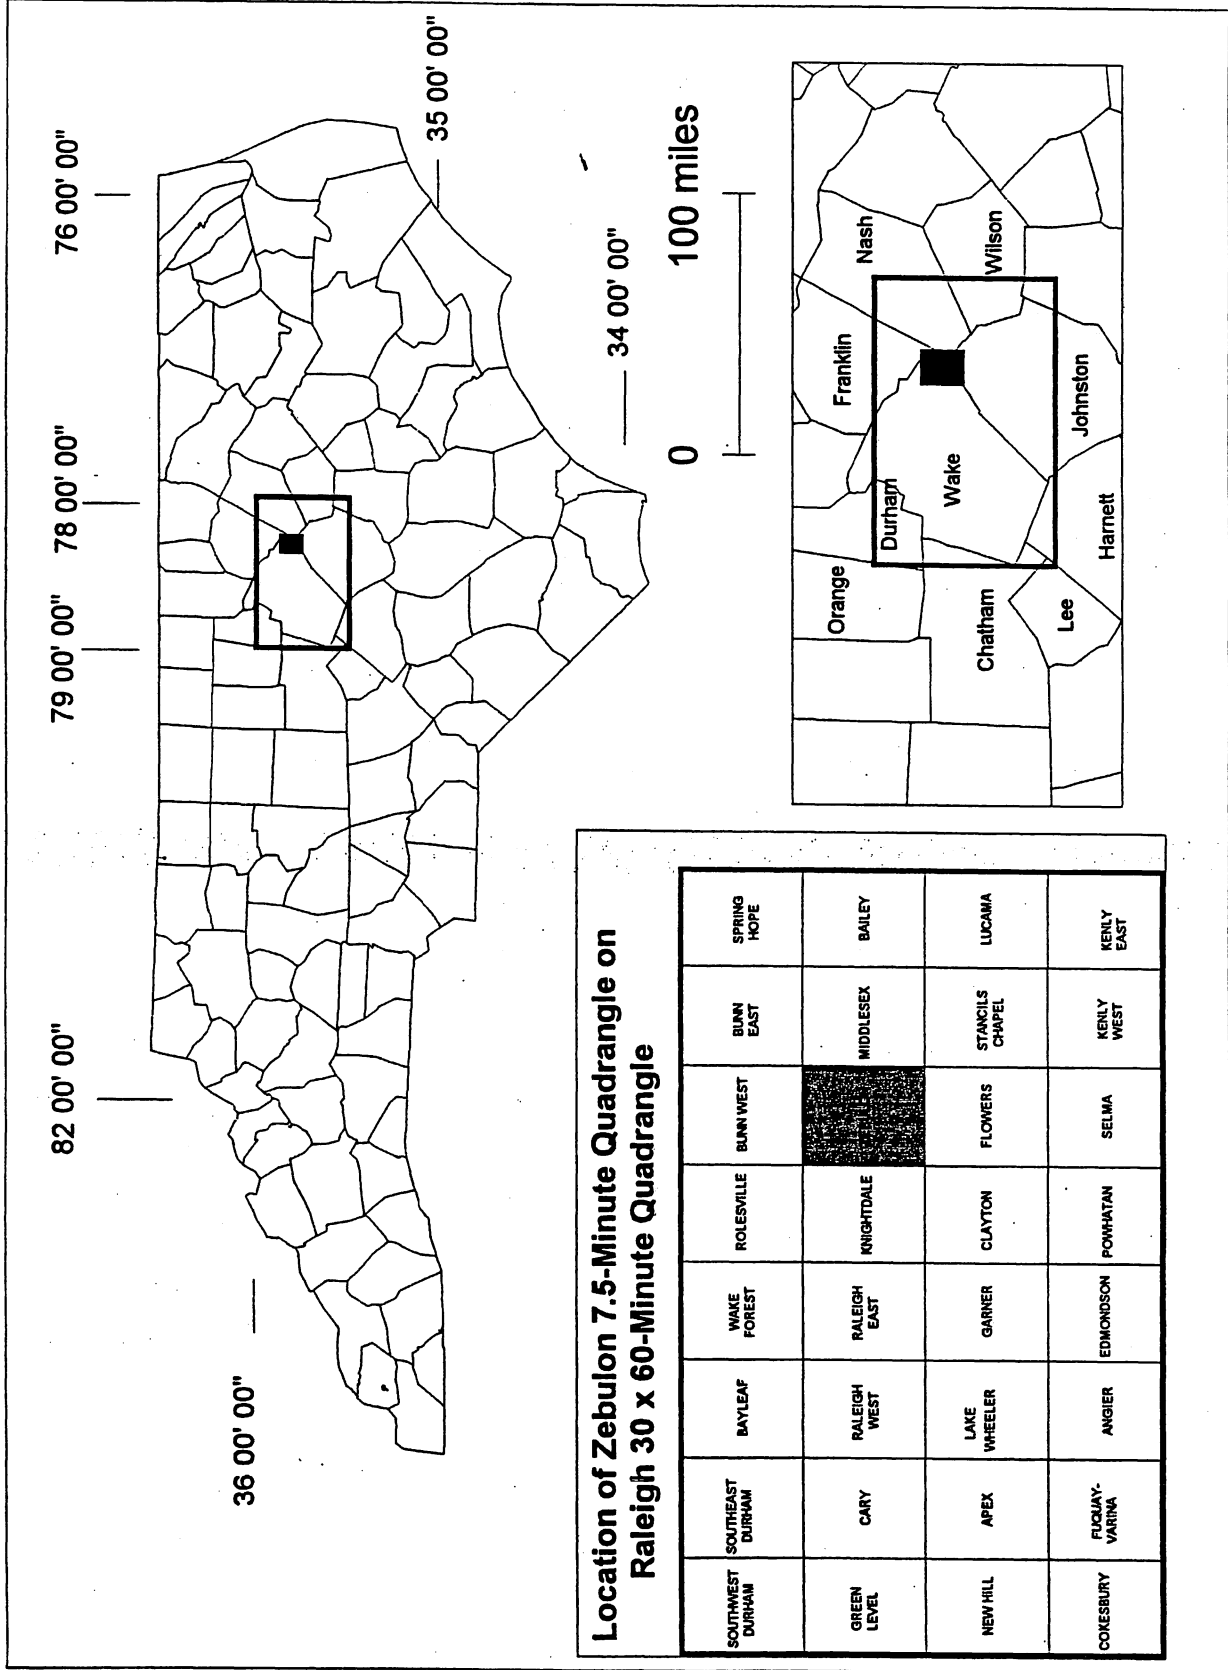 82 00' 00"
79 00' 00"
78 00' 00"
76 00' 00"
36 00' 00"
35 00' 00"
34 00' 00"
0
100 miles
Location of Zebulon 7.5-Minute Quadrangle on
Raleigh 30 x 60-Minute Quadrangle
SOUTHWEST
DURHAM
SOUTHEAST
DURHAM
BAYLEAF
WAKE
FOREST
ROLESVILLE
BUNN WEST
BUNN
EAST
SPRING
HOPE
GREEN
LEVEL
CARY
RALEIGH
WEST
RALEIGH
EAST
KNIGHTDALE
MIDDLESEX
BAILEY
NEW HILL
APEX
LAKE
WHEELER
GARNER
CLAYTON
FLOWERS
STANCILS
CHAPEL
LUCAMA
COKESBURY
FUQUAY-
VARINA
ANGIER
EDMONDSON
POWHATAN
SELMA
KENLY
WEST
KENLY
EAST
Orange
Durham
Franklin
Nash
Wake
Wilson
Chatham
Lee
Harnett
Johnston